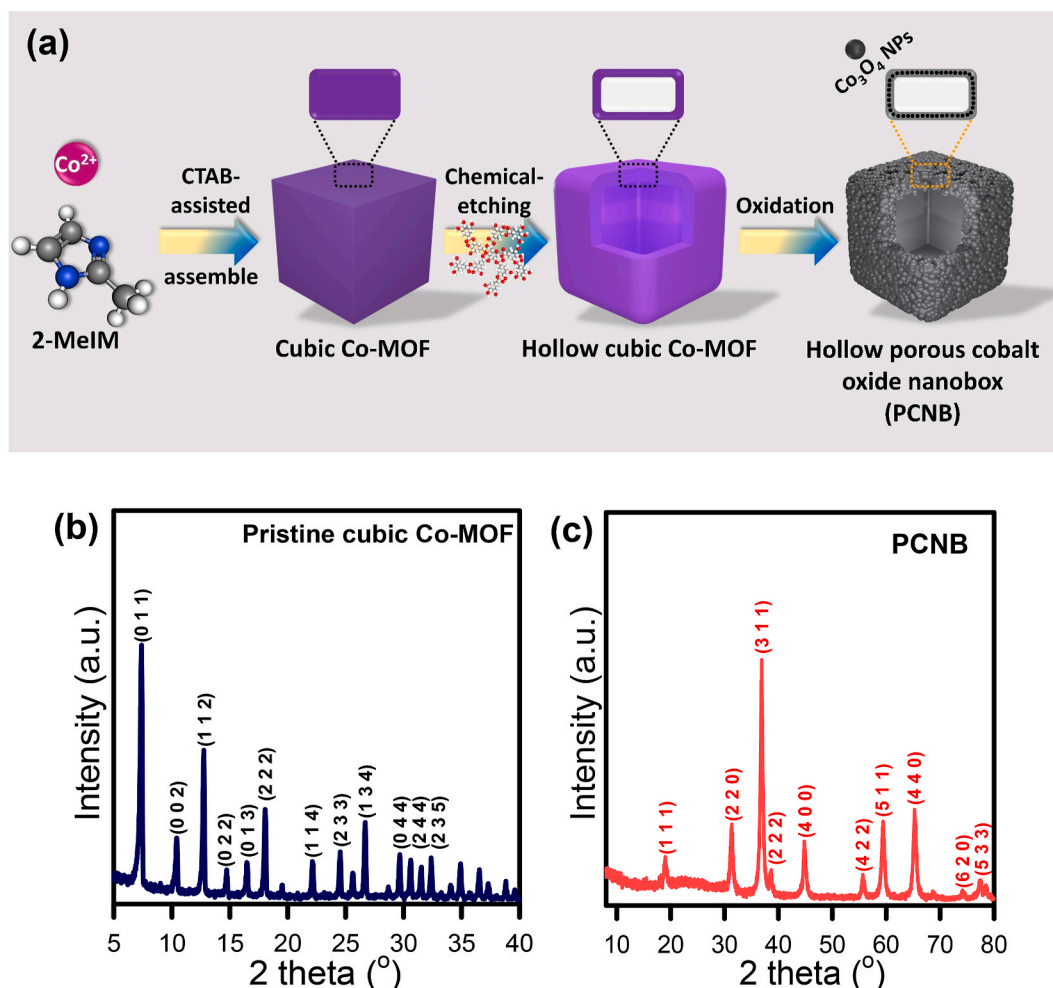 (a)
Co₃O₄ NPs
Co²⁺
CTAB-
assisted
assemble
Chemical-
etching
Oxidation
2-MeIM
Cubic Co-MOF
Hollow cubic Co-MOF
Hollow porous cobalt
oxide nanobox
(PCNB)
(b)
Pristine cubic Co-MOF
Intensity (a.u.)
(0 1 1)
(0 0 2)
(1 1 2)
(0 2 2)
(0 1 3)
(2 2 2)
(1 1 4)
(2 3 3)
(1 3 4)
(0 4 4)
(2 4 4)
(2 3 5)
5 10 15 20 25 30 35 40
2 theta (°)
(c)
PCNB
Intensity (a.u.)
(1 1 1)
(2 2 0)
(3 1 1)
(2 2 2)
(4 0 0)
(4 2 2)
(5 1 1)
(4 4 0)
(6 2 0)
(5 3 3)
10 20 30 40 50 60 70 80
2 theta (°)